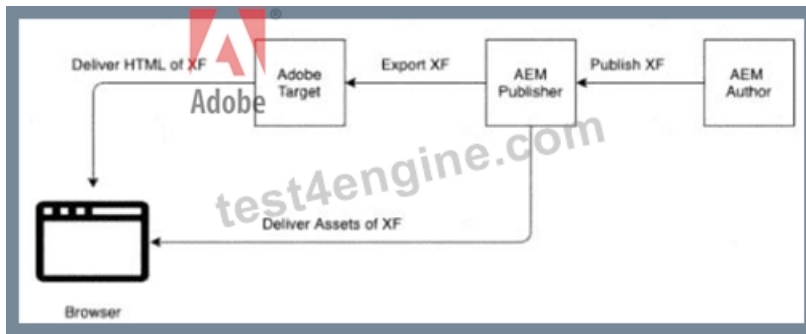 ®
Deliver HTML of XF
Adobe
Target
Export XF
AEM
Publisher
Publish XF
AEM
Author
Adobe
test4engine.com
Deliver Assets of XF
Browser